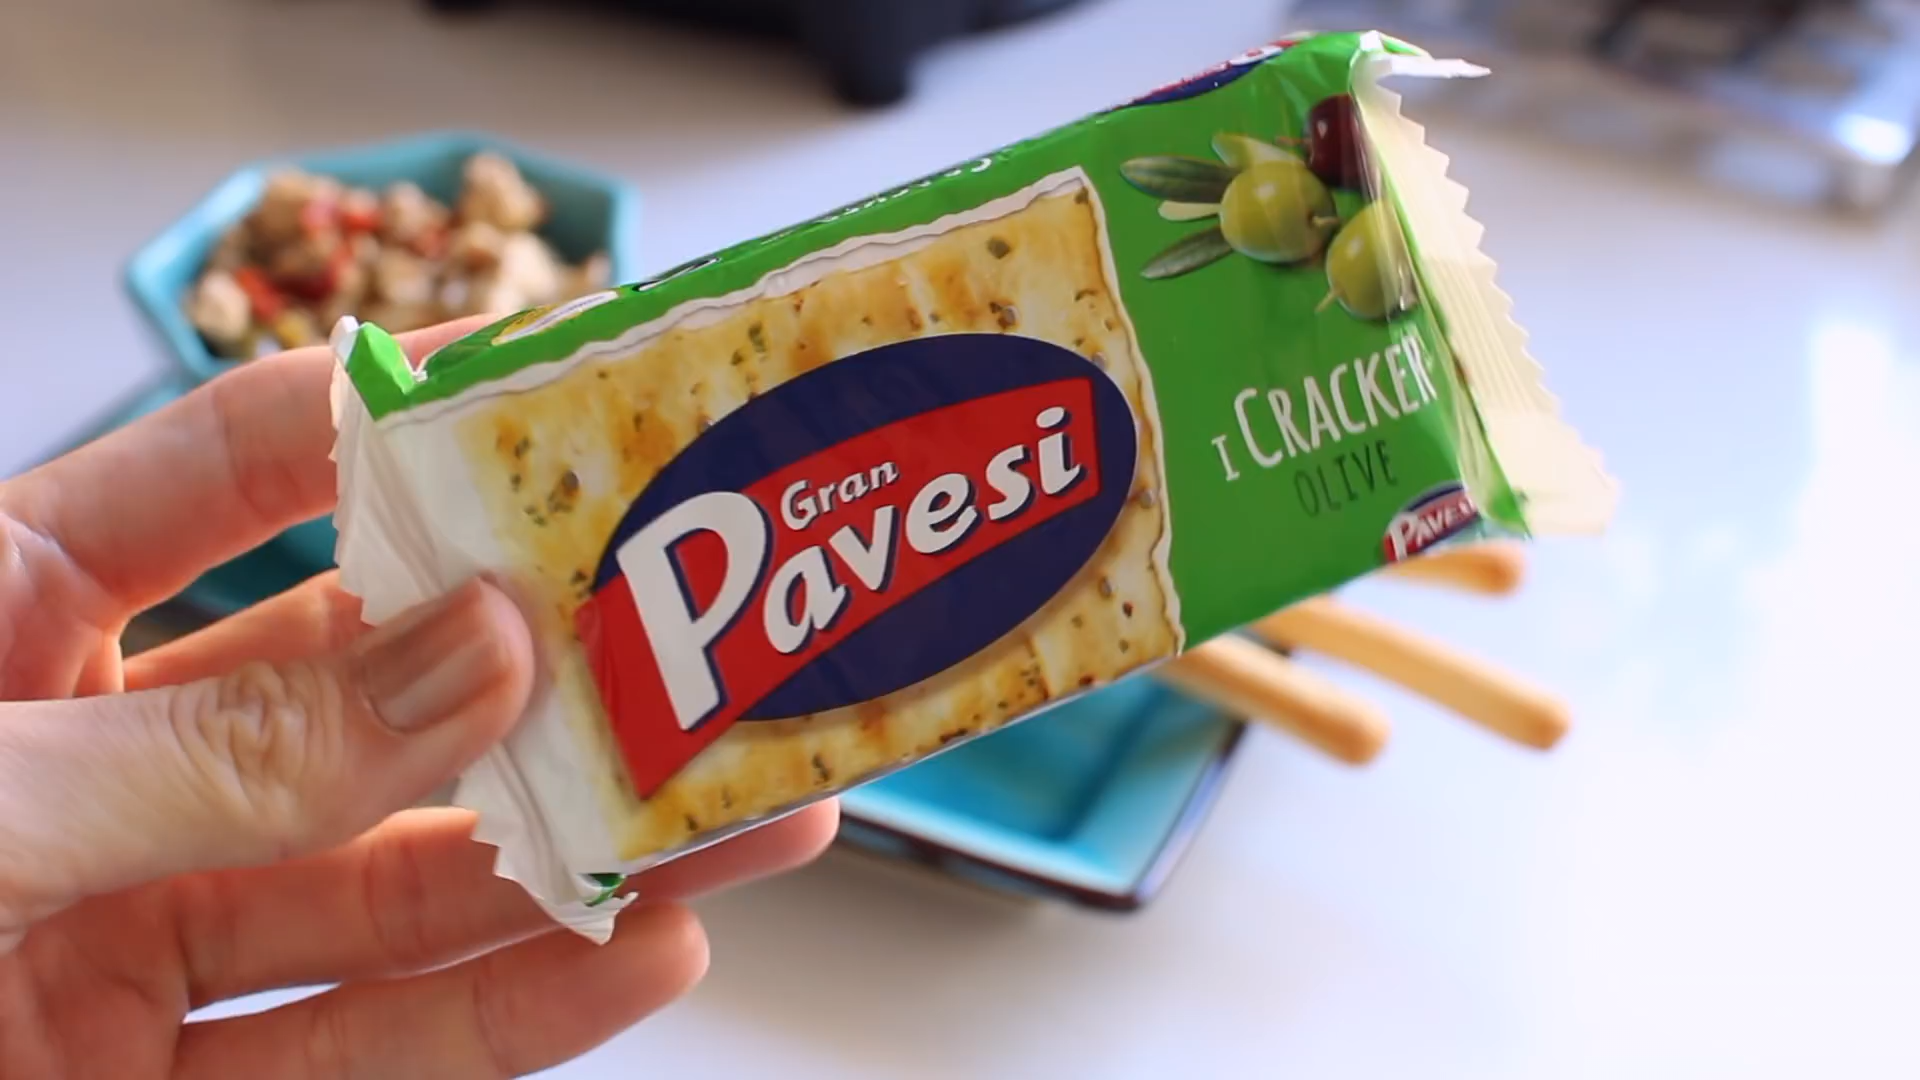 Gran
Pavesi
I CRACKER
OLIVE
PAVESI